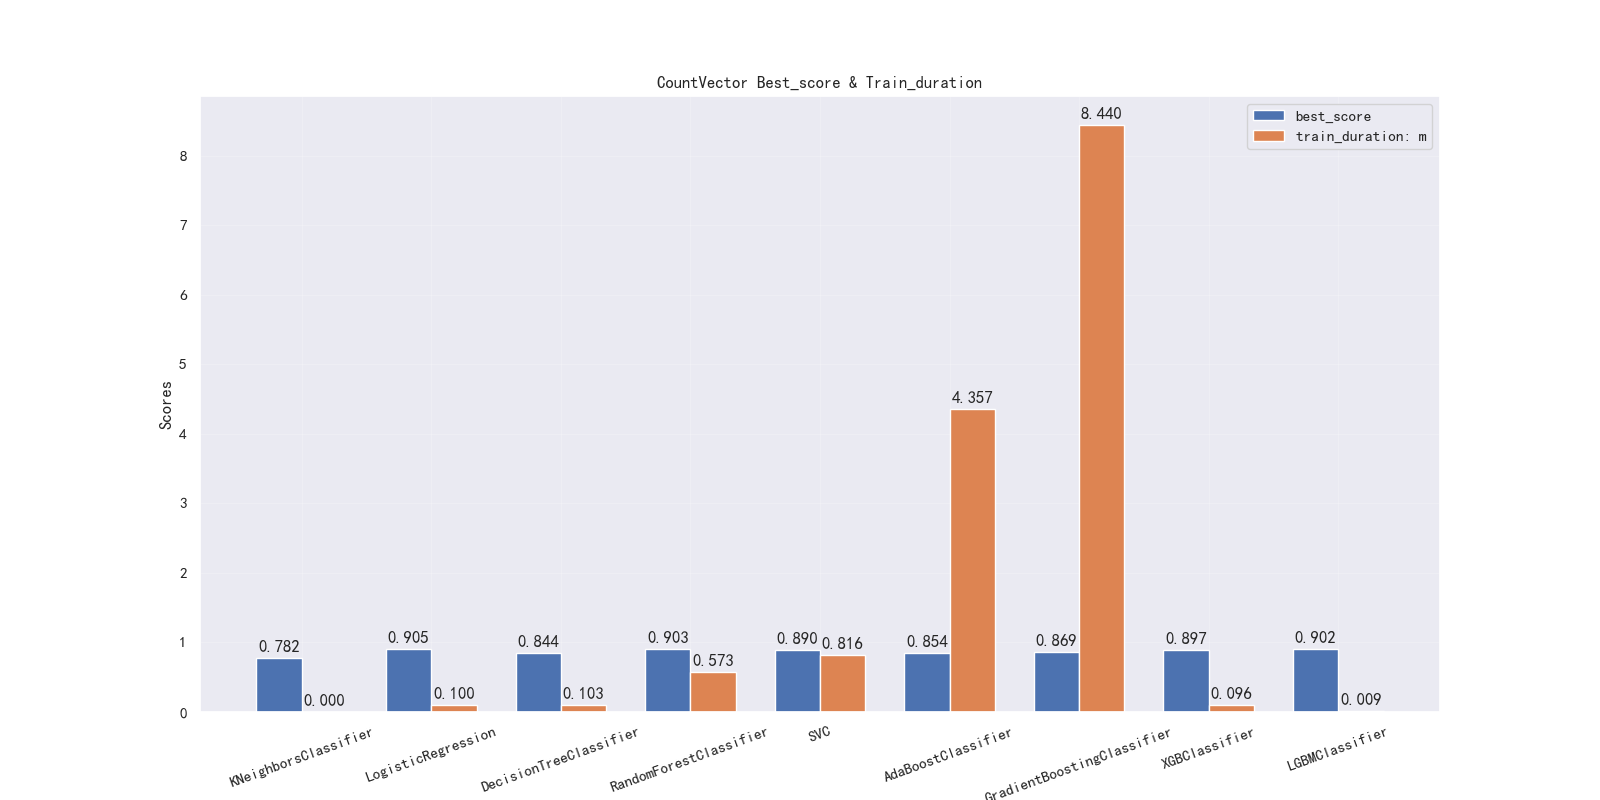 CountVector Best_score & Train_duration
best_score
train_duration: m
Scores
8
7
6
5
4
3
2
1
0
0.782
0.000
0.905
0.100
0.844
0.103
0.903
0.573
0.890
0.816
0.854
4.357
0.869
8.440
0.897
0.096
0.902
0.009
KNeighborsClassifier
LogisticRegression
DecisionTreeClassifier
RandomForestClassifier
SVC
AdaBoostClassifier
GradientBoostingClassifier
XGBClassifier
LGBMClassifier